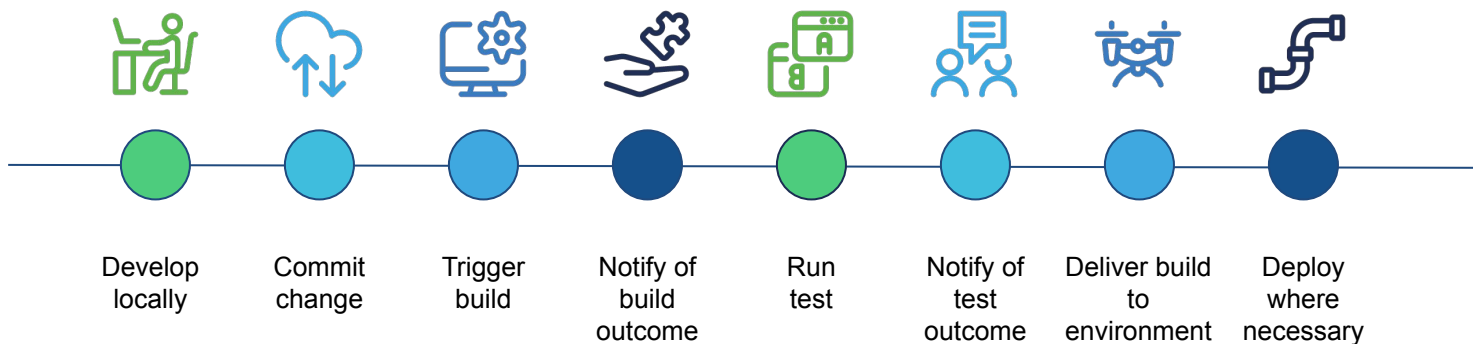 A
B
Develop
locally
Commit
change
Trigger
build
Notify of
build
outcome
Run
test
Notify of
test
outcome
Deliver build
to
environment
Deploy
where
necessary